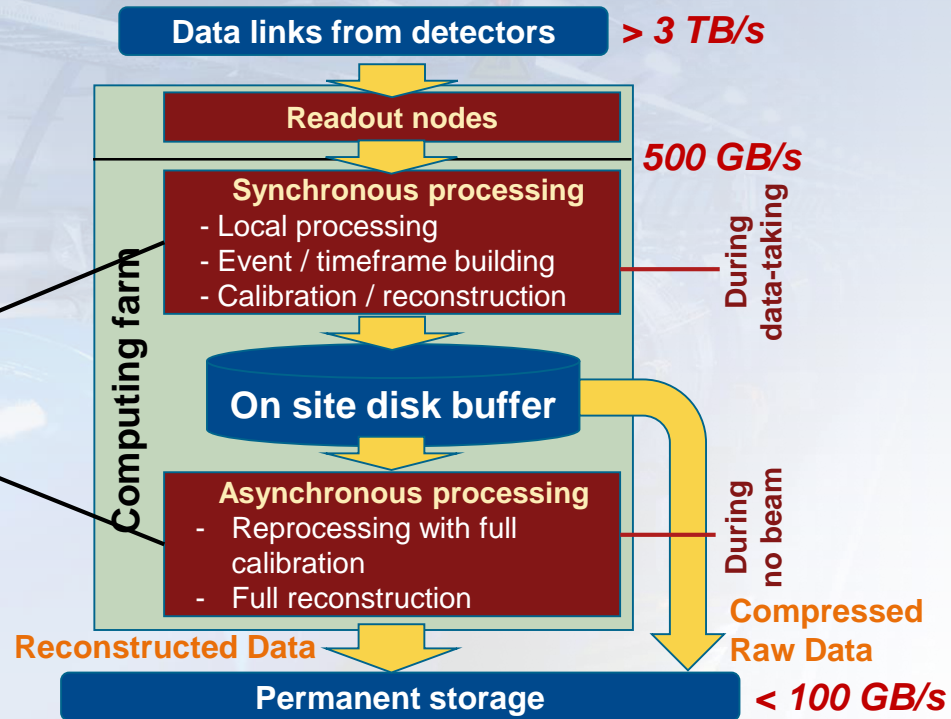 Data links from detectors
> 3 TB/s
Readout nodes
500 GB/s
Synchronous processing
- Local processing
- Event / timeframe building
- Calibration / reconstruction
During
data-taking
Computing farm
On site disk buffer
Asynchronous processing
- Reprocessing with full
calibration
- Full reconstruction
During
no beam
Reconstructed Data
Compressed
Raw Data
Permanent storage
< 100 GB/s